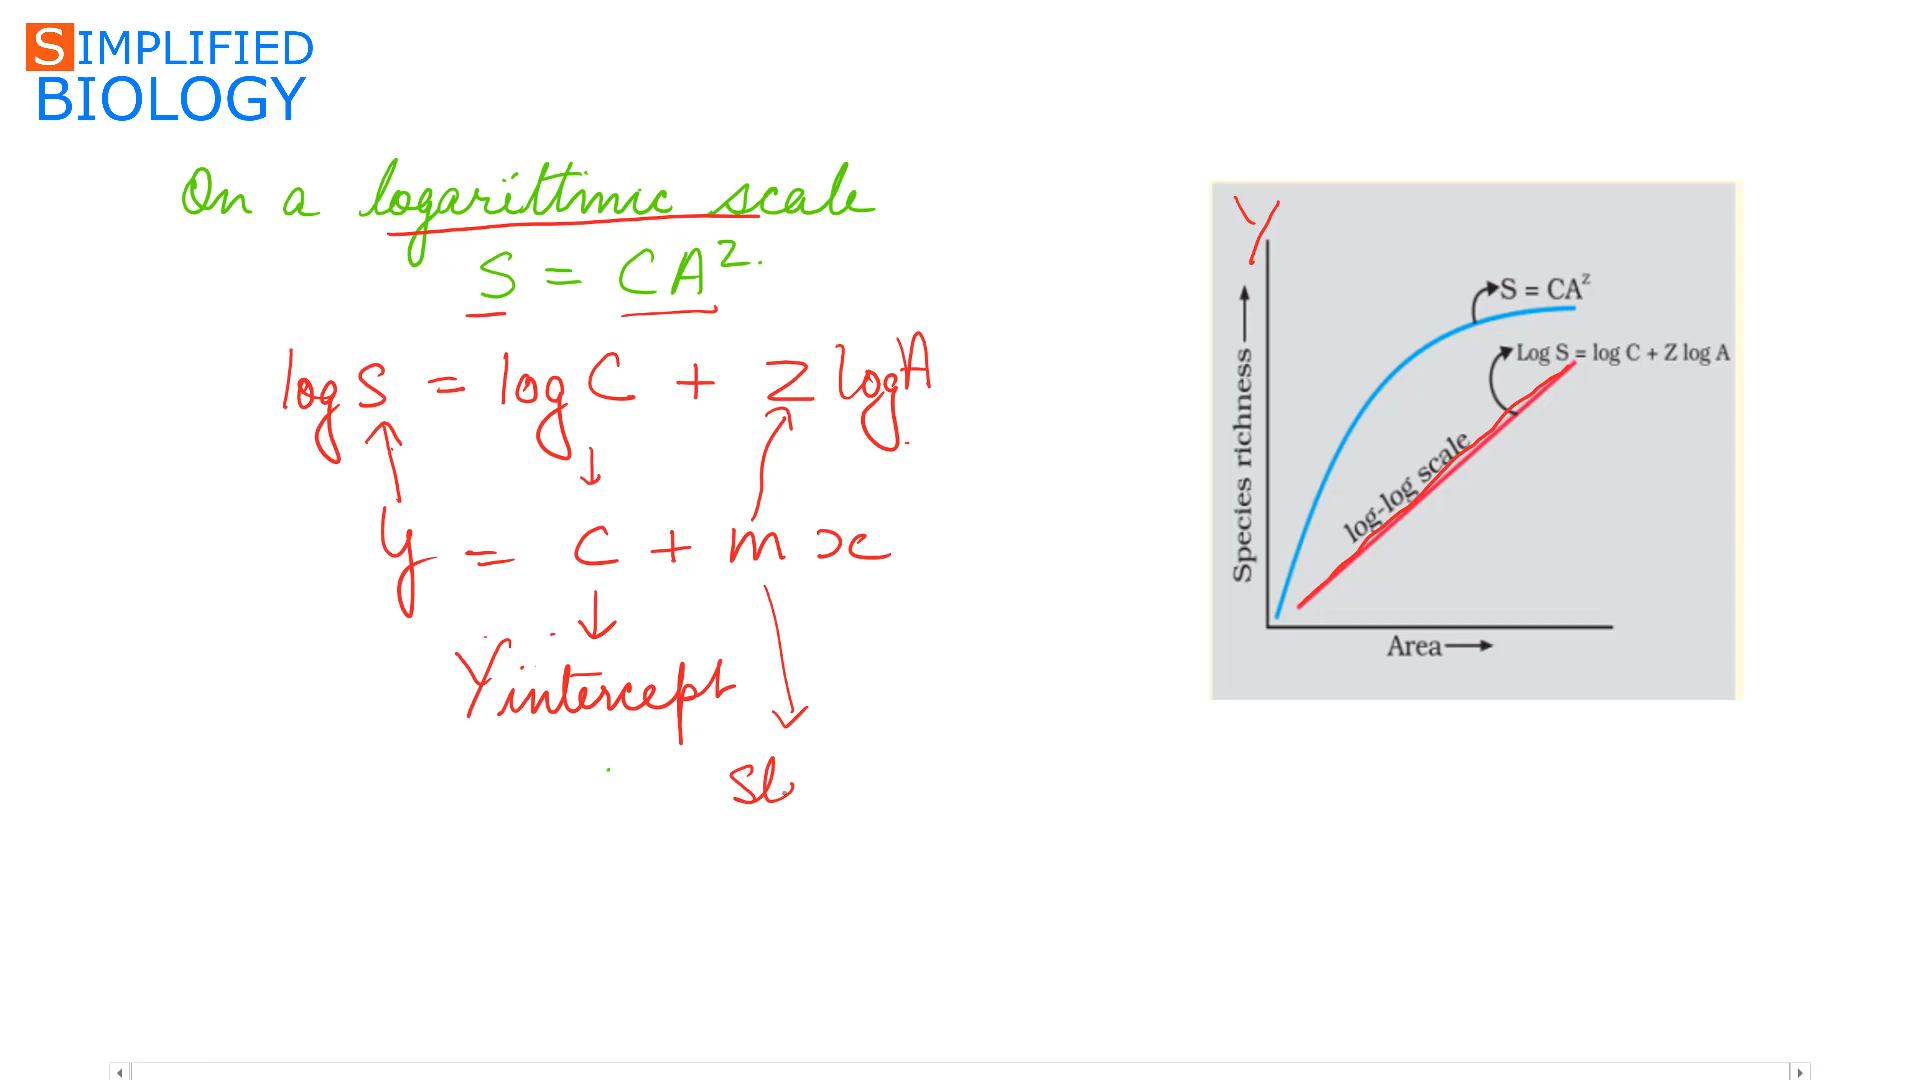 SIMPLIFIED
BIOLOGY
On a logarithmic scale
S = CA^Z.
log S = log C + Z log A
y = c + m x
Y intercept
sl
Y
S = CA^Z
Log S = log C + Z log A
log-log scale
Species richness
Area